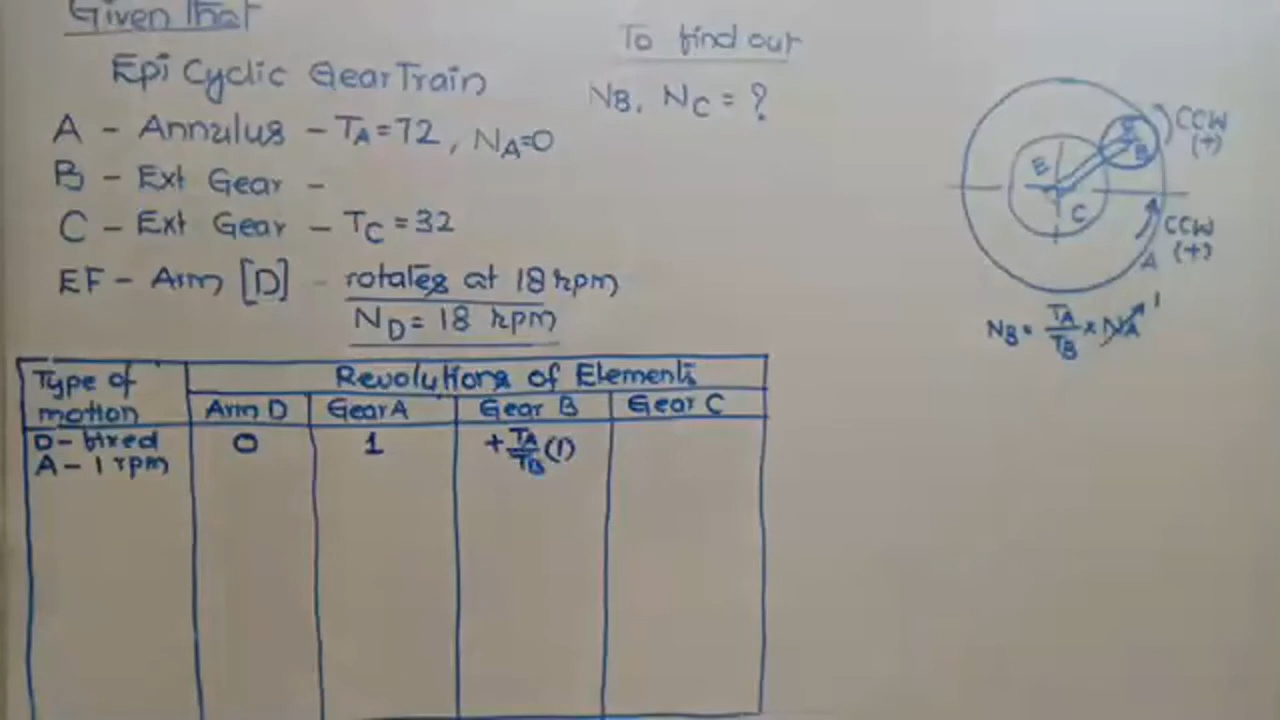 Given that
To find out
Epi Cyclic Gear Train
NB, NC = ?
A - Annulus - TA = 72, NA=0
B - Ext Gear -
C - Ext Gear - TC = 32
EF - Arm [D] - rotates at 18 rpm
ND = 18 rpm
CCW
(+)
E
B
C
CCW
(+)
A
NB = TA/TB × NA 1
Type of motion
Revolutions of Elements
Arm D Gear A Gear B Gear C
D - fixed
A - 1 rpm
0 1 + TA/TB (1)